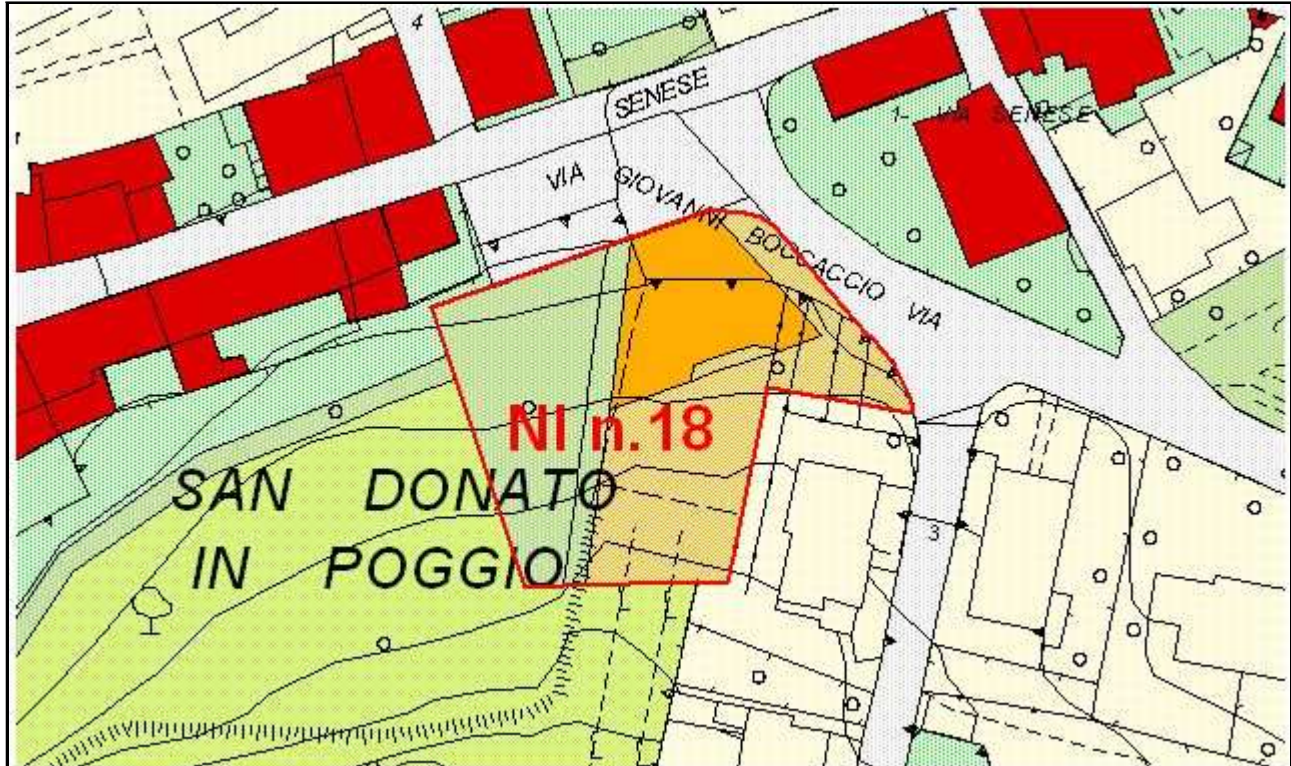 4
SENESE
1- VIA SENESE
VIA GIOVANNI BOCCACCIO VIA
NI n.18
SAN DONATO
IN POGGIO
3